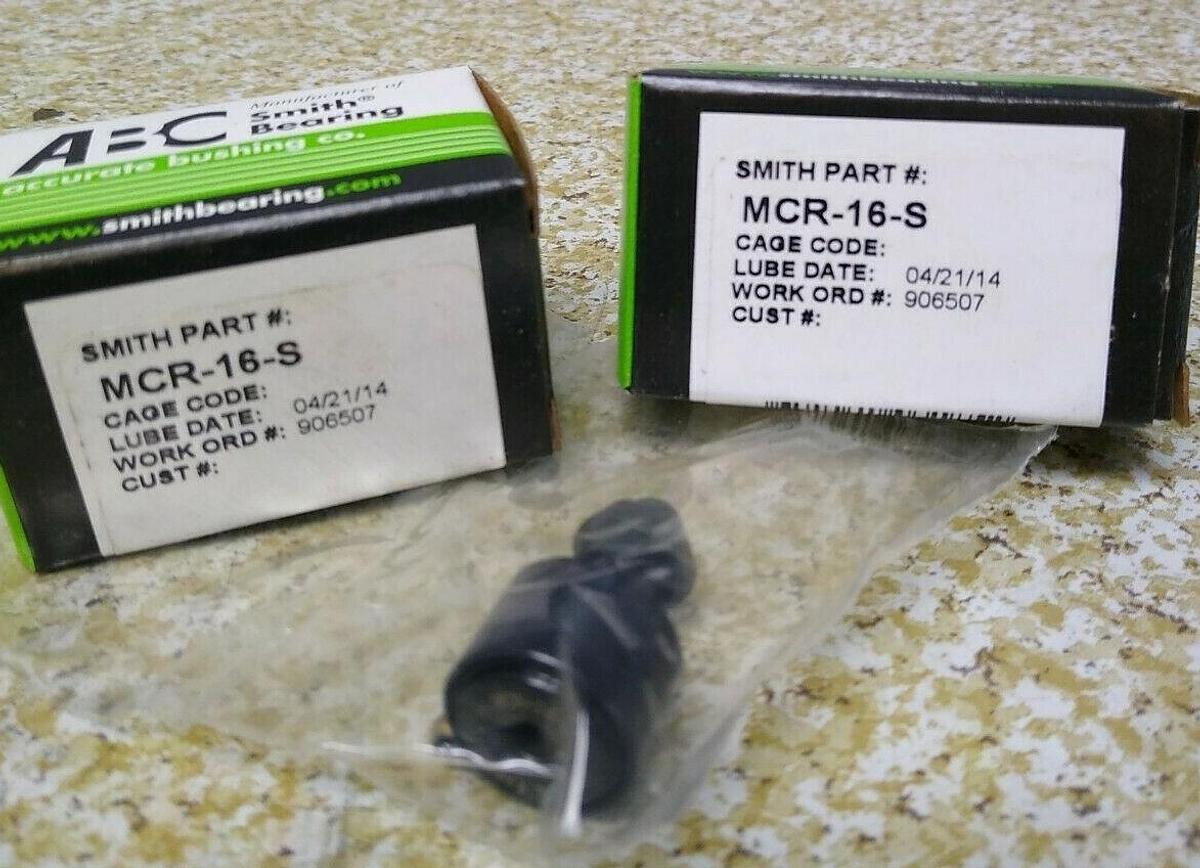 ABC
Manufacturer of
Smith®
Bearing
accurate bushing co.
www.smithbearing.com
SMITH PART #:
MCR-16-S
CAGE CODE:
LUBE DATE: 04/21/14
WORK ORD #: 906507
CUST #:
www.smithbearing
SMITH PART #:
MCR-16-S
CAGE CODE:
LUBE DATE: 04/21/14
WORK ORD #: 906507
CUST #: